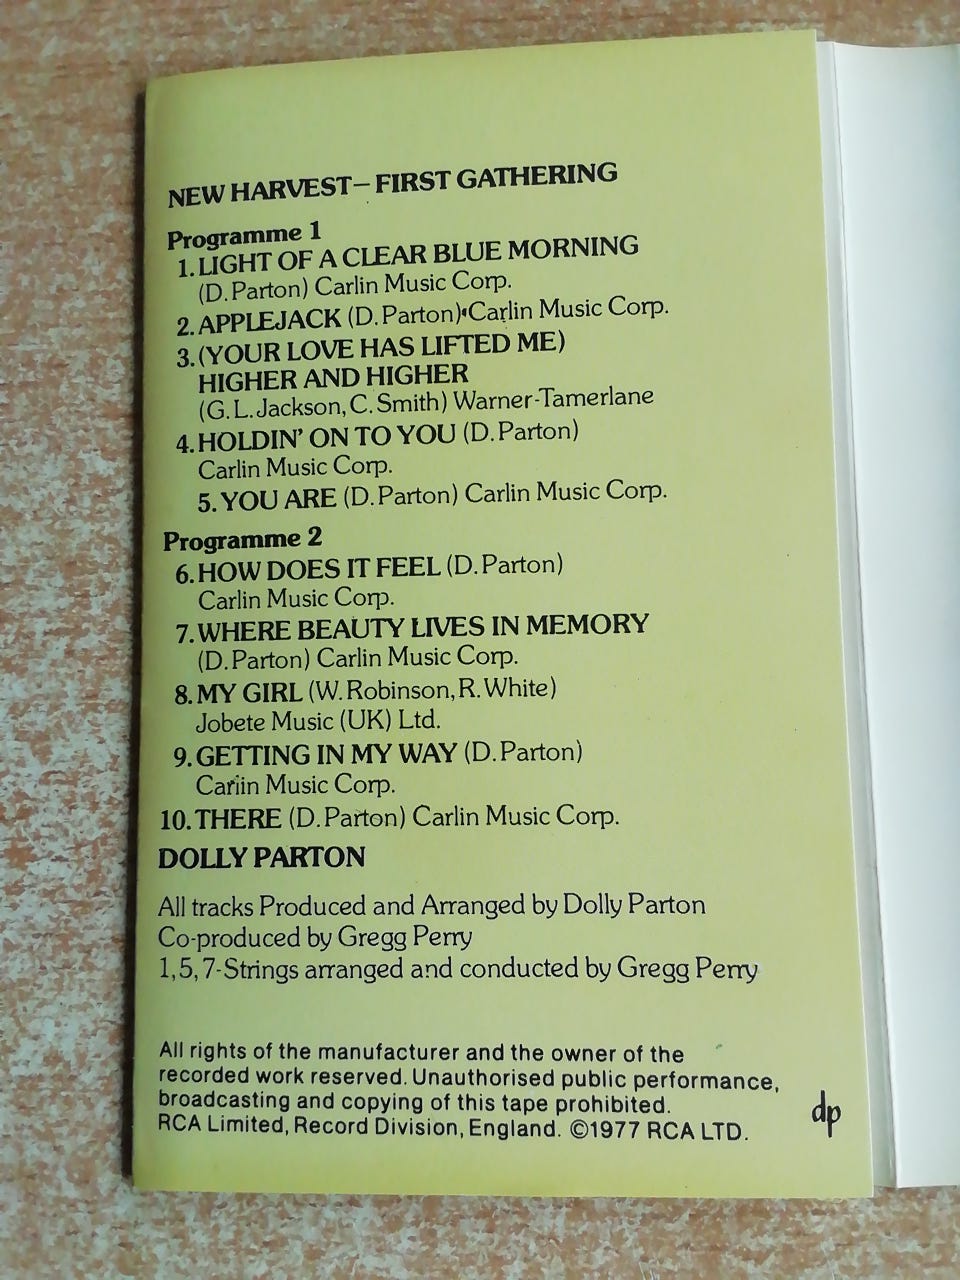 NEW HARVEST – FIRST GATHERING
Programme 1
1. LIGHT OF A CLEAR BLUE MORNING
(D. Parton) Carlin Music Corp.
2. APPLEJACK (D. Parton) Carlin Music Corp.
3. (YOUR LOVE HAS LIFTED ME)
HIGHER AND HIGHER
(G. L. Jackson, C. Smith) Warner-Tamerlane
4. HOLDIN' ON TO YOU (D. Parton)
Carlin Music Corp.
5. YOU ARE (D. Parton) Carlin Music Corp.
Programme 2
6. HOW DOES IT FEEL (D. Parton)
Carlin Music Corp.
7. WHERE BEAUTY LIVES IN MEMORY
(D. Parton) Carlin Music Corp.
8. MY GIRL (W. Robinson, R. White)
Jobete Music (UK) Ltd.
9. GETTING IN MY WAY (D. Parton)
Carlin Music Corp.
10. THERE (D. Parton) Carlin Music Corp.
DOLLY PARTON
All tracks Produced and Arranged by Dolly Parton
Co-produced by Gregg Perry
1, 5, 7-Strings arranged and conducted by Gregg Perry
All rights of the manufacturer and the owner of the
recorded work reserved. Unauthorised public performance,
broadcasting and copying of this tape prohibited.
RCA Limited, Record Division, England. ©1977 RCA LTD.
dp